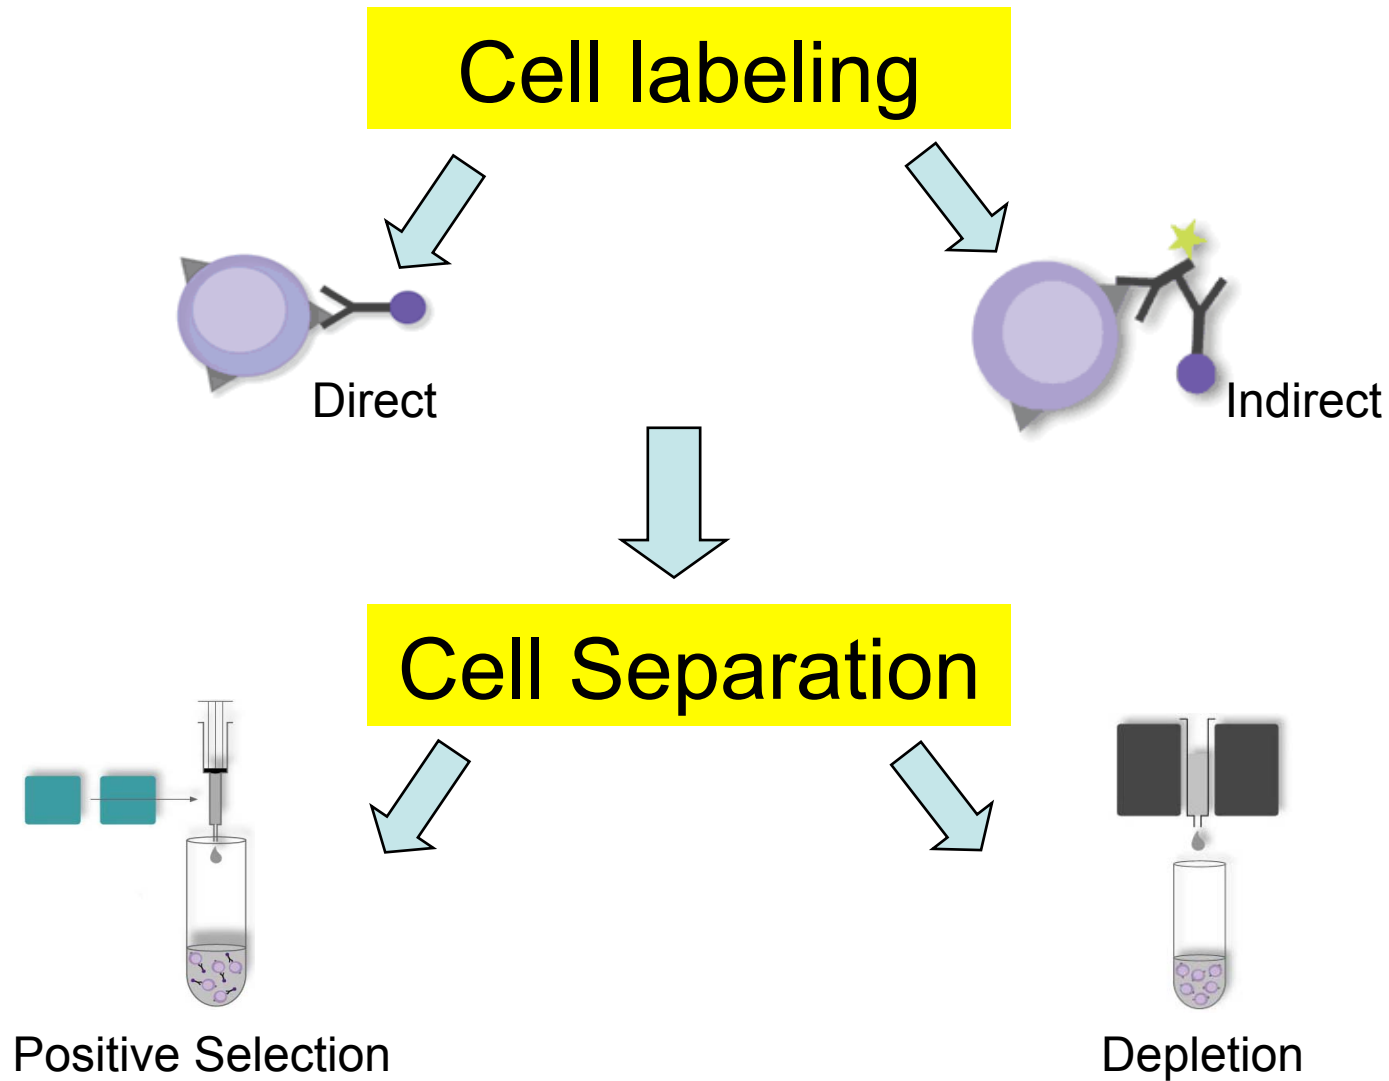 Cell labeling
Direct
Indirect
Cell Separation
Positive Selection
Depletion